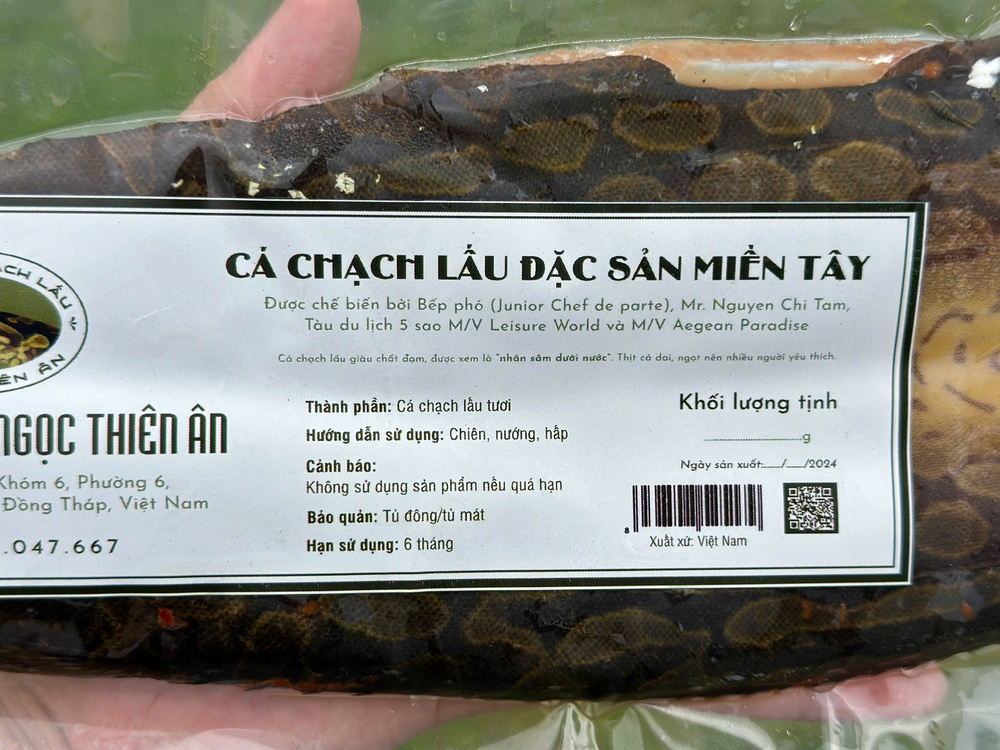 CÁ CHẠCH LẤU ĐẶC SẢN MIỀN TÂY
Được chế biến bởi Bếp phó (Junior Chef de parte), Mr. Nguyen Chi Tam,
Tàu du lịch 5 sao M/V Leisure World và M/V Aegean Paradise
Cá chạch lấu giàu chất đạm, được xem là "nhân sâm dưới nước". Thịt cá dai, ngọt nên nhiều người yêu thích.
LẤU
ÂN
NGỌC THIÊN ÂN
Khóm 6, Phường 6,
Đồng Tháp, Việt Nam
.047.667
Thành phần: Cá chạch lấu tươi
Hướng dẫn sử dụng: Chiên, nướng, hấp
Cảnh báo:
Không sử dụng sản phẩm nếu quá hạn
Bảo quản: Tủ đông/tủ mát
Hạn sử dụng: 6 tháng
Khối lượng tịnh
........................g
Ngày sản xuất:....../....../2024
8
Xuất xứ: Việt Nam